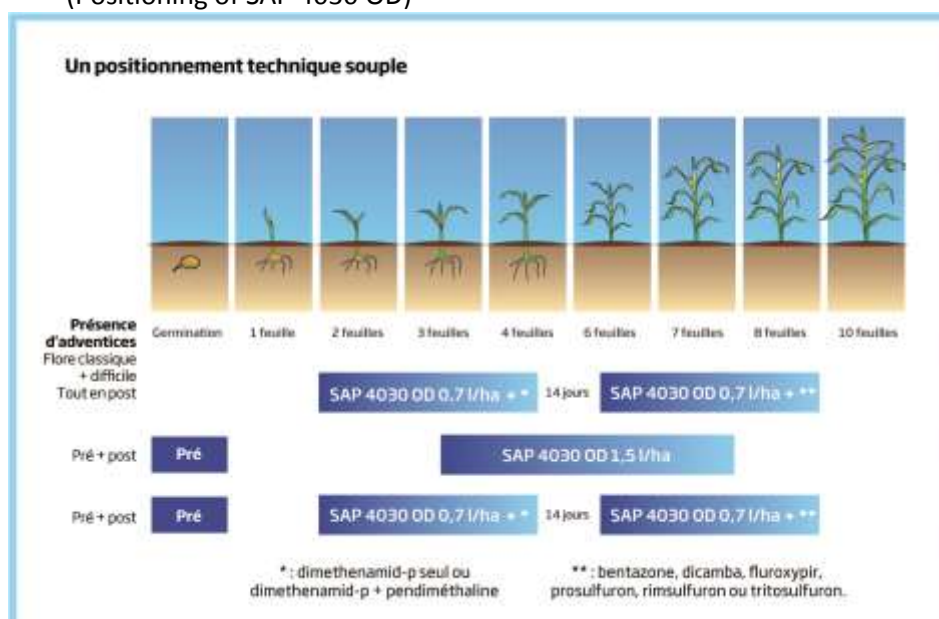 (Positioning of SAP 4030 OD)
Un positionnement technique souple
Présence
d'adventices
Germination 1 feuille 2 feuilles 3 feuilles 4 feuilles 6 feuilles 7 feuilles 8 feuilles 10 feuilles
Flore classique
+ difficile
Tout en post
SAP 4030 OD 0.7 l/ha + * 14 jours SAP 4030 OD 0,7 l/ha + **
Pré + post Pré SAP 4030 OD 1,5 l/ha
Pré + post Pré SAP 4030 OD 0,7 l/ha + * 14 jours SAP 4030 OD 0,7 l/ha + **
* : dimethenamid-p seul ou
dimethenamid-p + pendiméthaline
** : bentazone, dicamba, fluroxypir,
prosulfuron, rimsulfuron ou tritosulfuron.